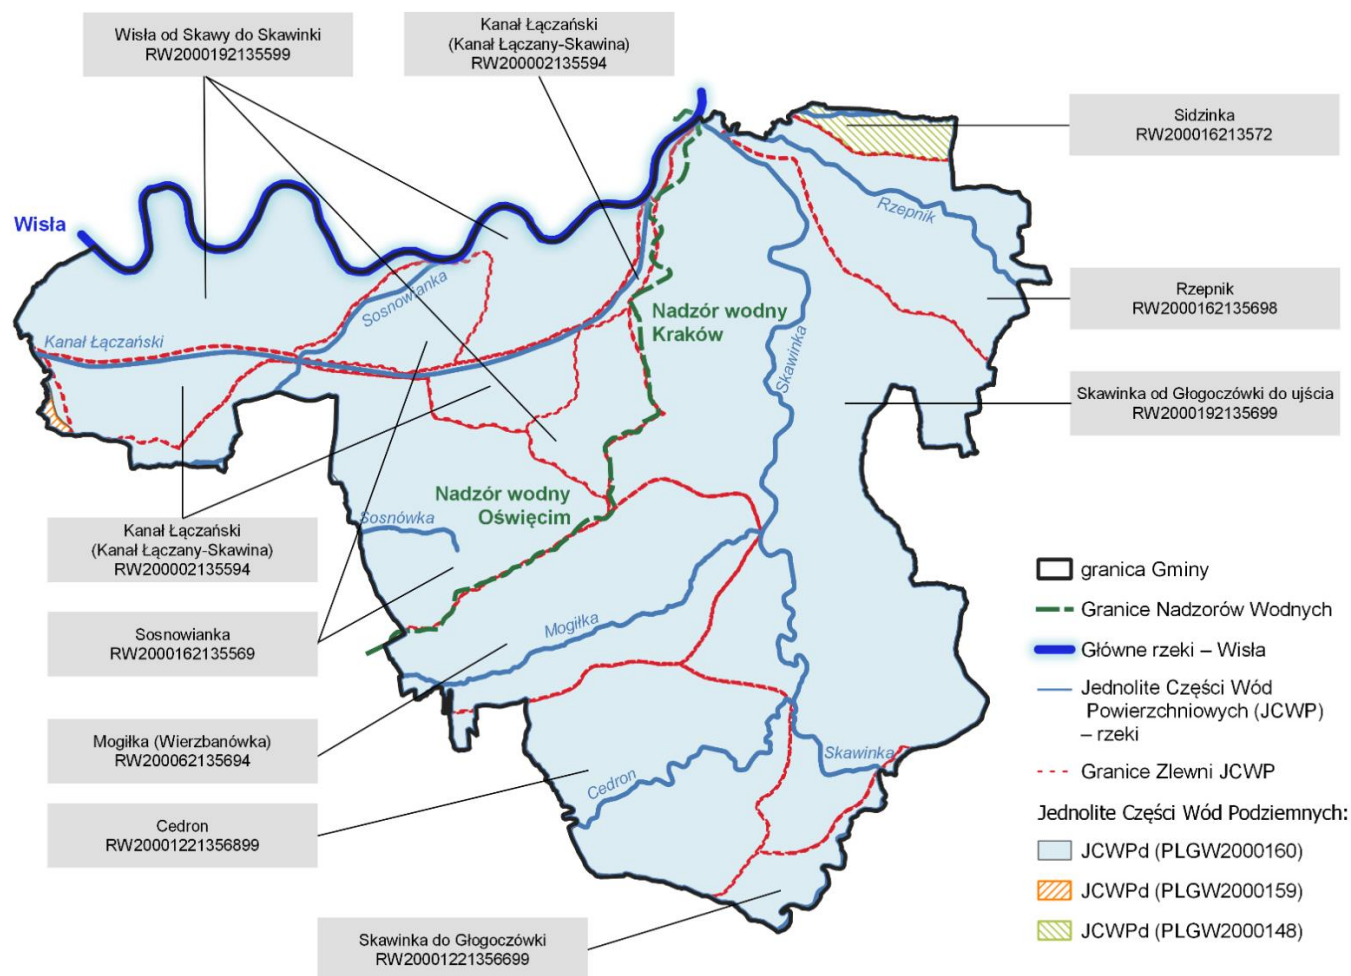 Wisła od Skawy do Skawinki
RW2000192135599
Kanał Łączański
(Kanał Łączany-Skawina)
RW200002135594
Sidzinka
RW200016213572
Wisła
Rzepnik
Sosnowianka
Kanał Łączański
Nadzór wodny
Kraków
Skawinka
Rzepnik
RW2000162135698
Skawinka od Głogoczówki do ujścia
RW2000192135699
Nadzór wodny
Oświęcim
Sosnówka
Kanał Łączański
(Kanał Łączany-Skawina)
RW200002135594
Sosnowianka
RW2000162135569
Mogiłka
Mogiłka (Wierzbanówka)
RW200062135694
Skawinka
Cedron
Cedron
RW20001221356899
Skawinka do Głogoczówki
RW20001221356699
granica Gminy
Granice Nadzorów Wodnych
Główne rzeki – Wisła
Jednolite Części Wód
Powierzchniowych (JCWP)
– rzeki
Granice Zlewni JCWP
Jednolite Części Wód Podziemnych:
JCWPd (PLGW2000160)
JCWPd (PLGW2000159)
JCWPd (PLGW2000148)